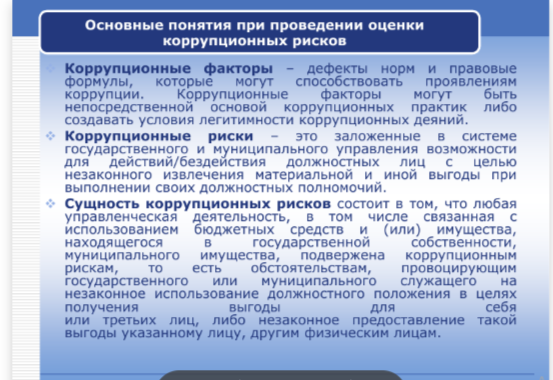 Основные понятия при проведении оценки
коррупционных рисков
Коррупционные факторы – дефекты норм и правовые
формулы, которые могут способствовать проявлениям
коррупции. Коррупционные факторы могут быть
непосредственной основой коррупционных практик либо
создавать условия легитимности коррупционных деяний.
Коррупционные риски – это заложенные в системе
государственного и муниципального управления возможности
для действий/бездействия должностных лиц с целью
незаконного извлечения материальной и иной выгоды при
выполнении своих должностных полномочий.
Сущность коррупционных рисков состоит в том, что любая
управленческая деятельность, в том числе связанная с
использованием бюджетных средств и (или) имущества,
находящегося в государственной собственности,
муниципального имущества, подвержена коррупционным
рискам, то есть обстоятельствам, провоцирующим
государственного или муниципального служащего на
незаконное использование должностного положения в целях
получения выгоды для себя
или третьих лиц, либо незаконное предоставление такой
выгоды указанному лицу, другим физическим лицам.